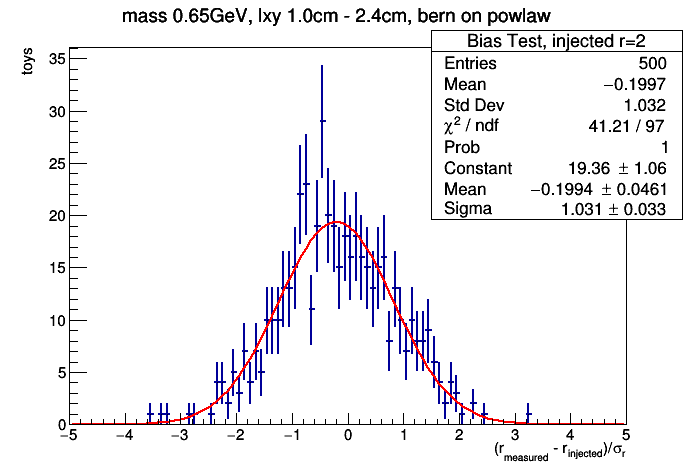 mass 0.65GeV, lxy 1.0cm - 2.4cm, bern on powlaw
Bias Test, injected r=2
Entries 500
Mean −0.1997
Std Dev 1.032
χ² / ndf 41.21 / 97
Prob 1
Constant 19.36 ± 1.06
Mean −0.1994 ± 0.0461
Sigma 1.031 ± 0.033
toys
35
30
25
20
15
10
5
0
−5 −4 −3 −2 −1 0 1 2 3 4 5
(r_measured - r_injected)/σ_r